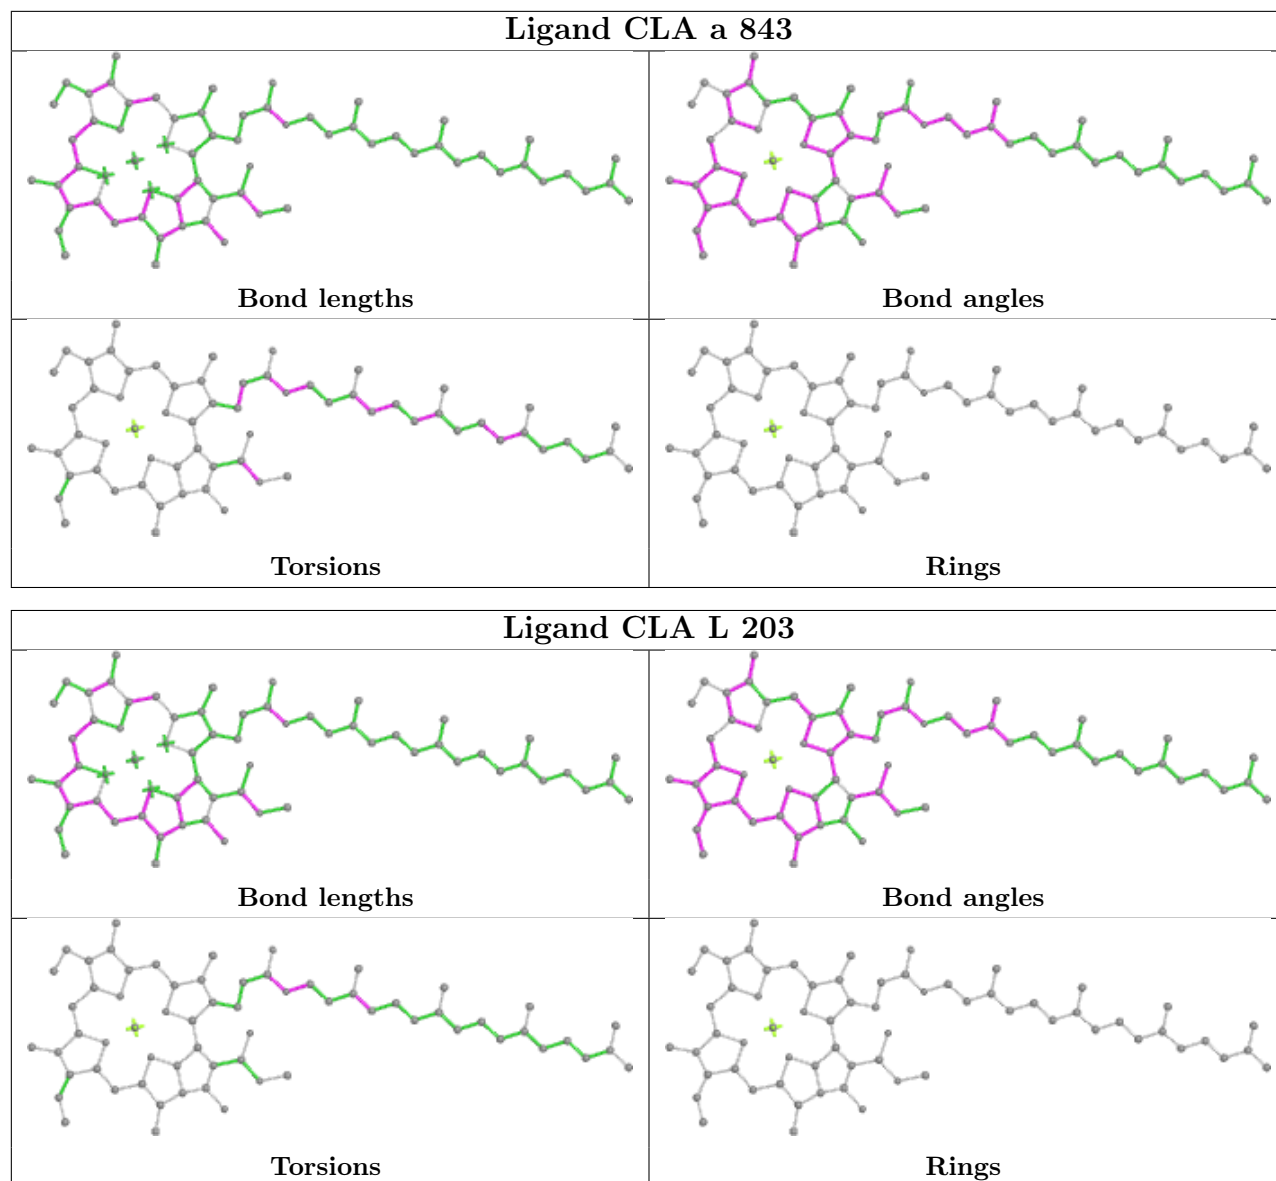 Ligand CLA a 843
Bond lengths
Bond angles
Torsions
Rings
Ligand CLA L 203
Bond lengths
Bond angles
Torsions
Rings